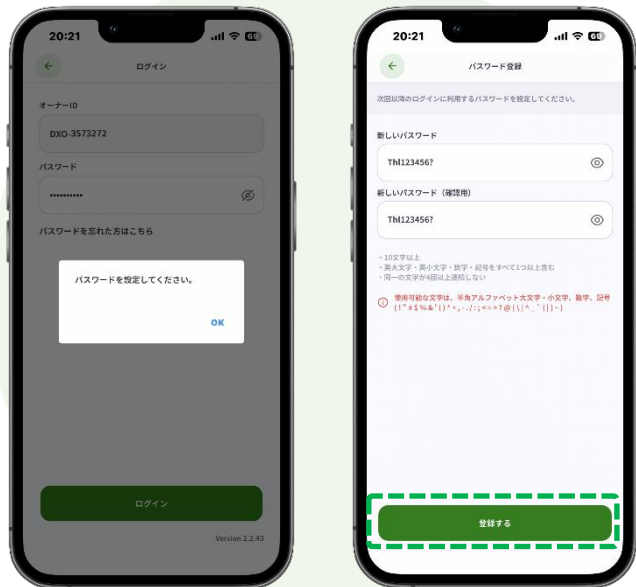 20:21
ログイン
オーナーID
DXO-3573272
パスワード
••••••••••
パスワードを忘れた方はこちら
パスワードを設定してください。
OK
ログイン
Version 2.2.43
20:21
パスワード登録
次回以降のログインに利用するパスワードを設定してください。
新しいパスワード
Thl123456?
新しいパスワード（確認用）
Thl123456?
・10文字以上
・英大文字・英小文字・数字・記号をすべて1つ以上含む
・同一の文字が4回以上連続しない
使用可能な文字は、半角アルファベット大文字・小文字、数字、記号
登録する